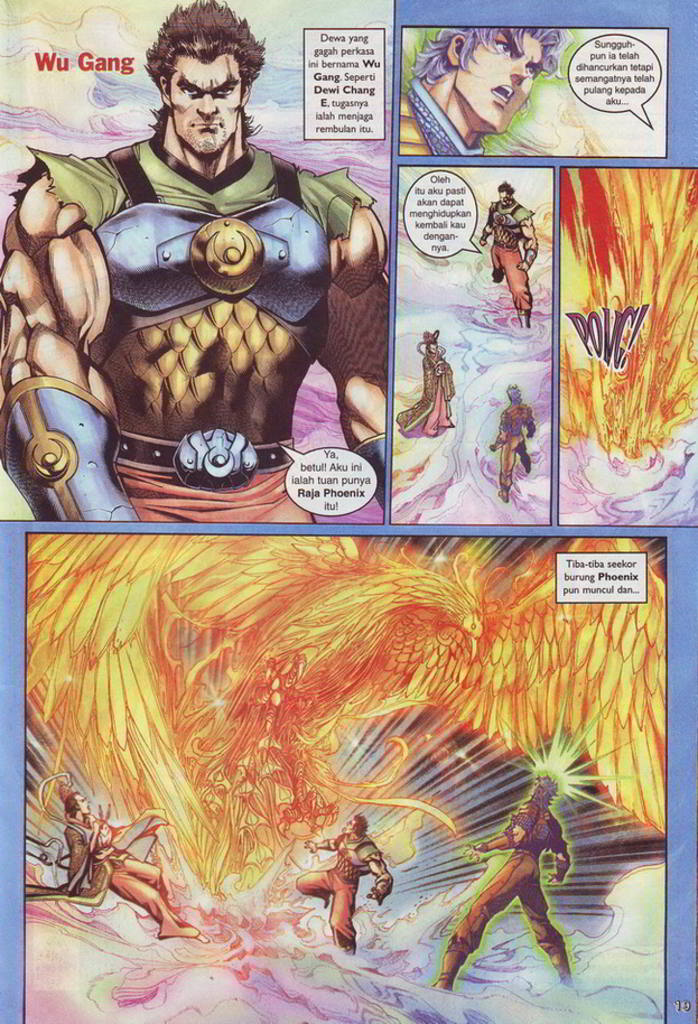 Wu Gang
Dewa yang
gagah perkasa
ini bernama Wu
Gang. Seperti
Dewi Chang
E, tugasnya
ialah menjaga
rembulan itu.
Ya,
betul! Aku ini
ialah tuan punya
Raja Phoenix
itu!
Sungguh-
pun ia telah
dihancurkan tetapi
semangatnya telah
pulang kepada
aku...
Oleh
itu aku pasti
akan dapat
menghidupkan
kembali kau
dengan-
nya.
PONG!
Tiba-tiba seekor
burung Phoenix
pun muncul dan...
19